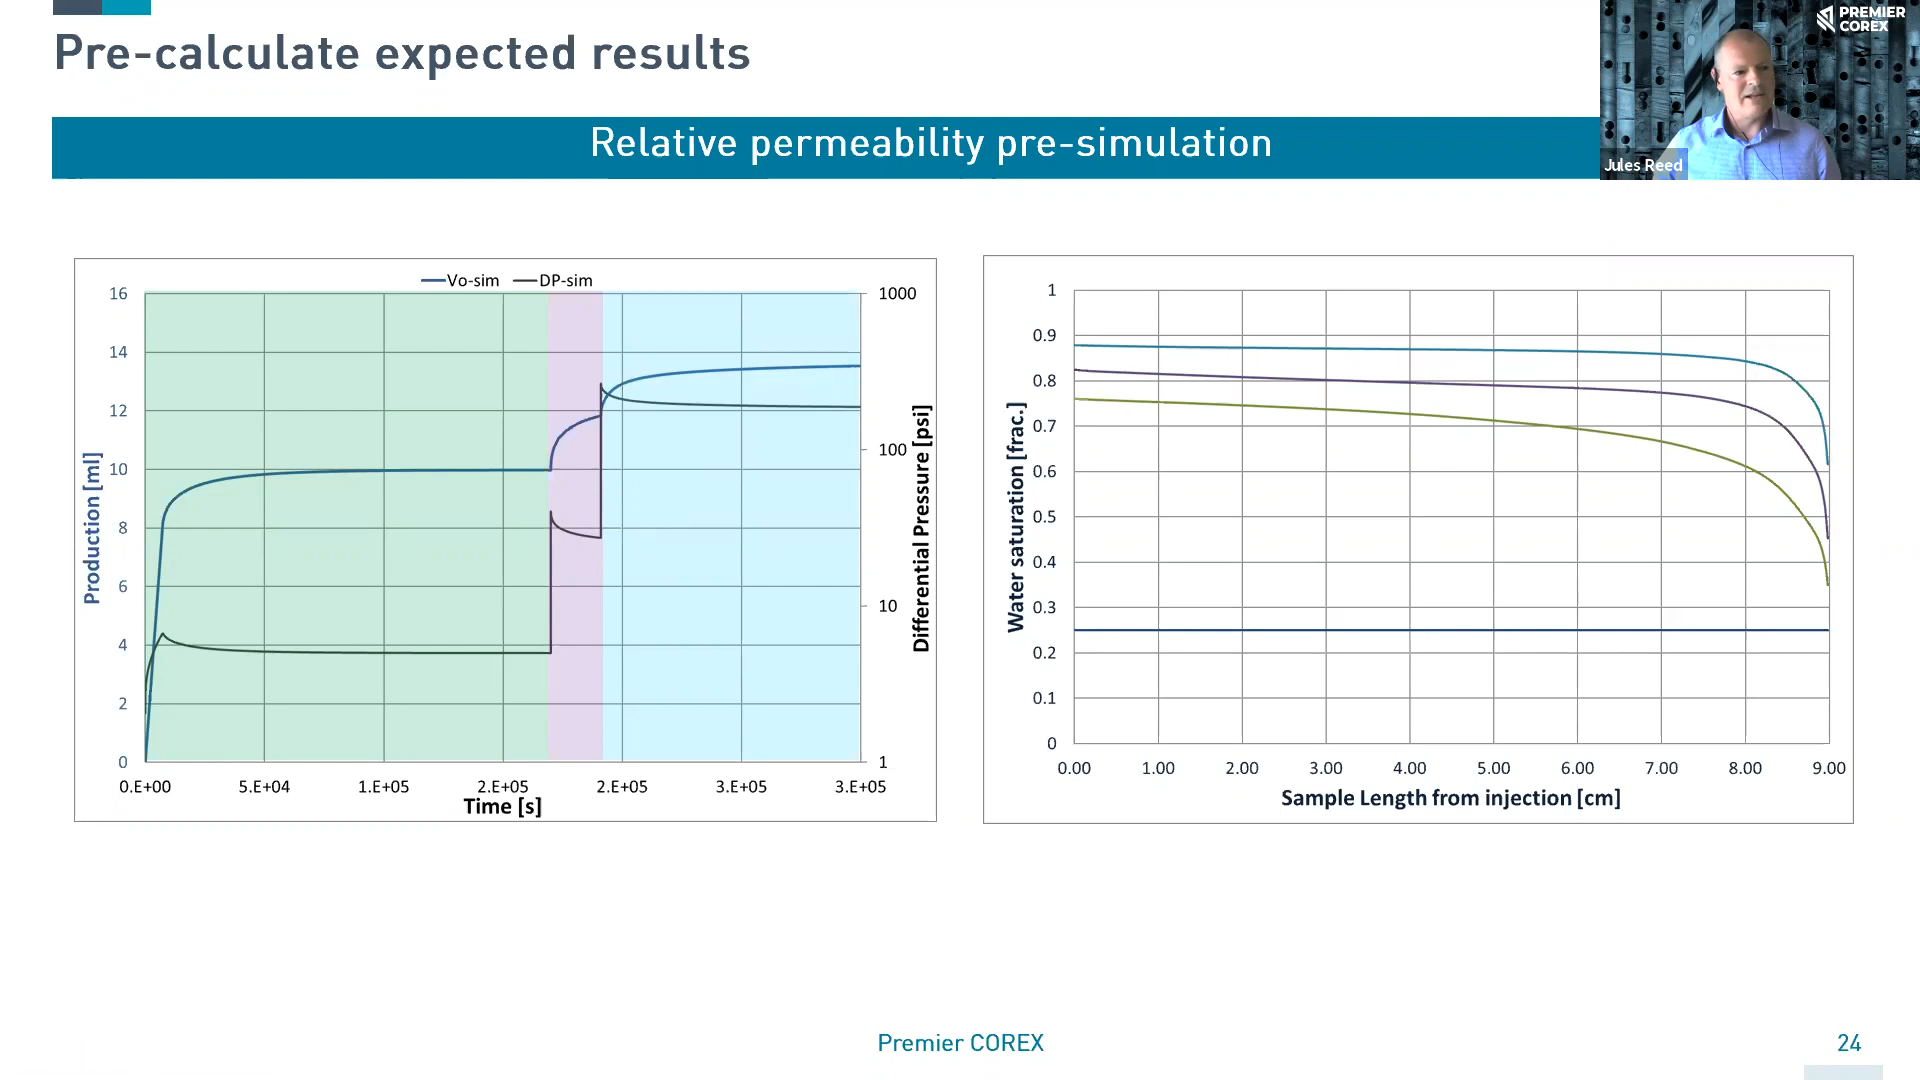 Pre-calculate expected results
PREMIER
COREX
Relative permeability pre-simulation
Jules Reed
Vo-sim DP-sim
16
14
12
10
8
6
4
2
0
Production [ml]
1000
100
10
1
Differential Pressure [psi]
0.E+00 5.E+04 1.E+05 2.E+05 2.E+05 3.E+05 3.E+05
Time [s]
1
0.9
0.8
0.7
0.6
0.5
0.4
0.3
0.2
0.1
0
Water saturation [frac.]
0.00 1.00 2.00 3.00 4.00 5.00 6.00 7.00 8.00 9.00
Sample Length from injection [cm]
Premier COREX
24